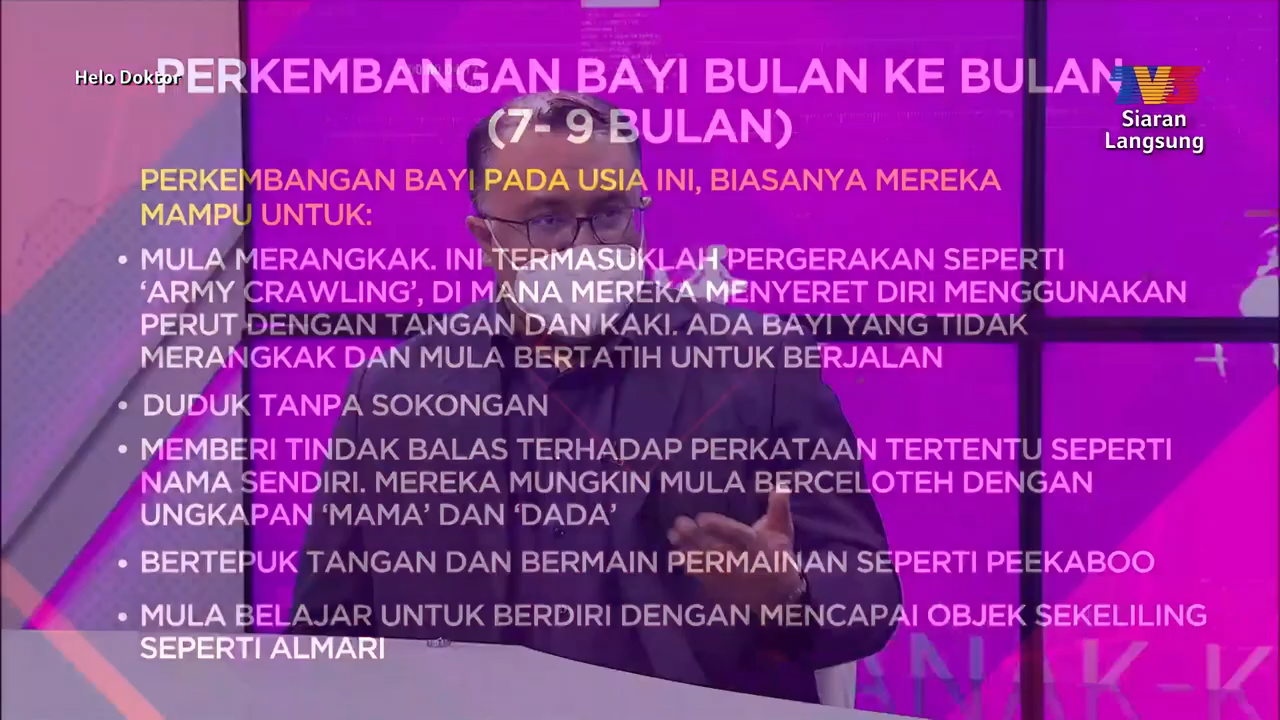 Helo Doktor
PERKEMBANGAN BAYI BULAN KE BULAN
(7- 9 BULAN)
Siaran
Langsung
PERKEMBANGAN BAYI PADA USIA INI, BIASANYA MEREKA
MAMPU UNTUK:
• MULA MERANGKAK. INI TERMASUKLAH PERGERAKAN SEPERTI
‘ARMY CRAWLING’, DI MANA MEREKA MENYERET DIRI MENGGUNAKAN
PERUT DENGAN TANGAN DAN KAKI. ADA BAYI YANG TIDAK
MERANGKAK DAN MULA BERTATIH UNTUK BERJALAN
• DUDUK TANPA SOKONGAN
• MEMBERI TINDAK BALAS TERHADAP PERKATAAN TERTENTU SEPERTI
NAMA SENDIRI. MEREKA MUNGKIN MULA BERCELOTEH DENGAN
UNGKAPAN ‘MAMA’ DAN ‘DADA’
• BERTEPUK TANGAN DAN BERMAIN PERMAINAN SEPERTI PEEKABOO
• MULA BELAJAR UNTUK BERDIRI DENGAN MENCAPAI OBJEK SEKELILING
SEPERTI ALMARI
ANAK-K